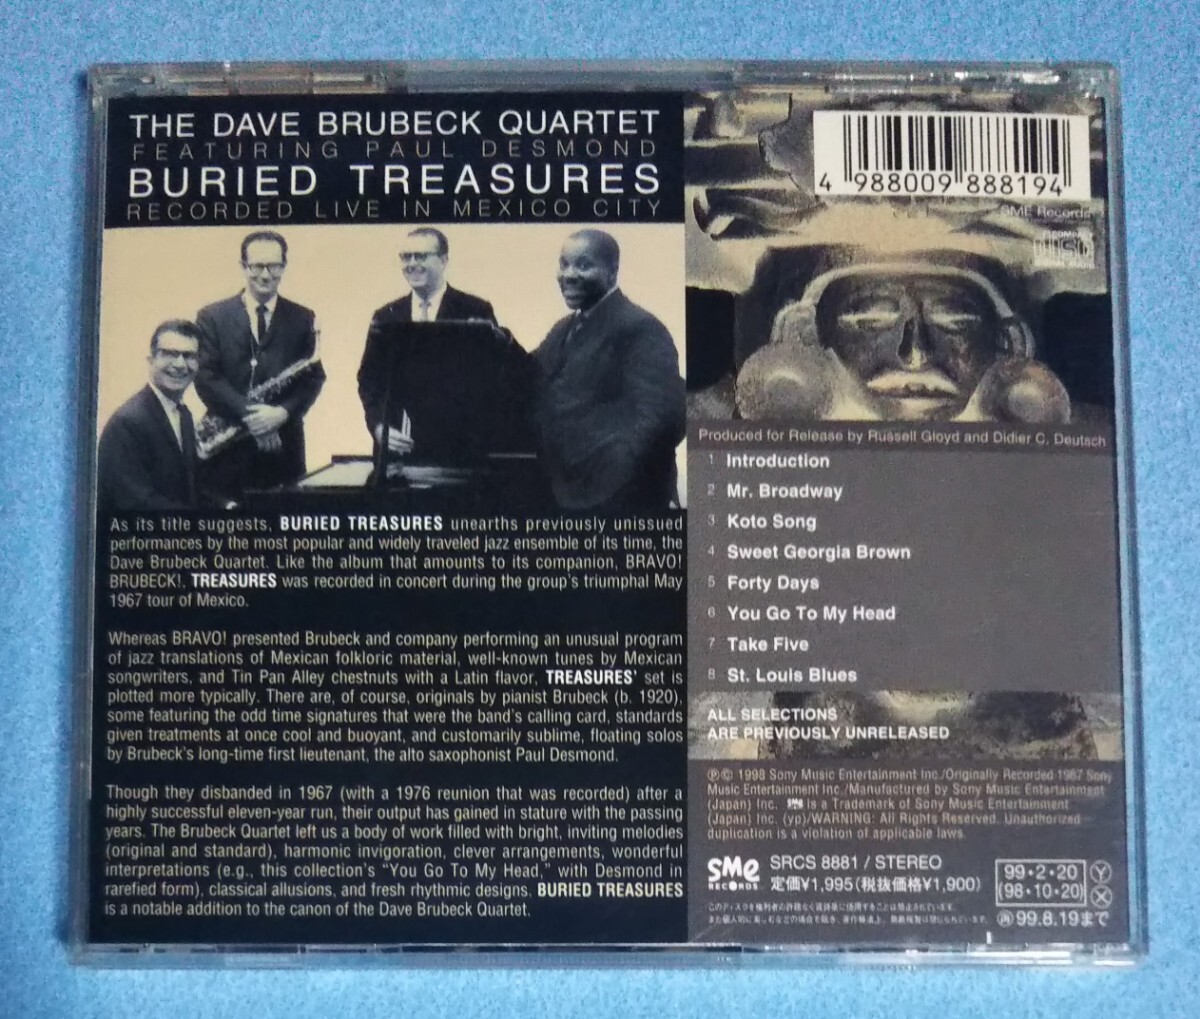 THE DAVE BRUBECK QUARTET
FEATURING PAUL DESMOND
BURIED TREASURES
RECORDED LIVE IN MEXICO CITY
As its title suggests, BURIED TREASURES unearths previously unissued
performances by the most popular and widely traveled jazz ensemble of its time, the
Dave Brubeck Quartet. Like the album that amounts to its companion, BRAVO!
BRUBECK!, TREASURES was recorded in concert during the group's triumphal May
1967 tour of Mexico.
Whereas BRAVO! presented Brubeck and company performing an unusual program
of jazz translations of Mexican folkloric material, well-known tunes by Mexican
songwriters, and Tin Pan Alley chestnuts with a Latin flavor, TREASURES' set is
plotted more typically. There are, of course, originals by pianist Brubeck (b. 1920),
some featuring the odd time signatures that were the band's calling card, standards
given treatments at once cool and buoyant, and customarily sublime, floating solos
by Brubeck's long-time first lieutenant, the alto saxophonist Paul Desmond.
Though they disbanded in 1967 (with a 1976 reunion that was recorded) after a
highly successful eleven-year run, their output has gained in stature with the passing
years. The Brubeck Quartet left us a body of work filled with bright, inviting melodies
(original and standard), harmonic invigoration, clever arrangements, wonderful
interpretations (e.g., this collection's "You Go To My Head," with Desmond in
rarefied form), classical allusions, and fresh rhythmic designs. BURIED TREASURES
is a notable addition to the canon of the Dave Brubeck Quartet.
4 988009 888194
SME Records
COMPACT
disc
Produced for Release by Russell Gloyd and Didier C. Deutsch
1 Introduction
2 Mr. Broadway
3 Koto Song
4 Sweet Georgia Brown
5 Forty Days
6 You Go To My Head
7 Take Five
8 St. Louis Blues
ALL SELECTIONS
ARE PREVIOUSLY UNRELEASED
℗© 1998 Sony Music Entertainment Inc./Originally Recorded 1967 Sony
Music Entertainment Inc./Manufactured by Sony Music Entertainment
(Japan) Inc. SME is a Trademark of Sony Music Entertainment
(Japan) Inc. (yp)/WARNING: All Rights Reserved. Unauthorized
duplication is a violation of applicable laws.
SMe
RECORDS
SRCS 8881 / STEREO
定価¥1,995(税抜価格¥1,900)
99・2・20 Ⓨ
(98・10・20) Ⓧ
㋐99.8.19まで